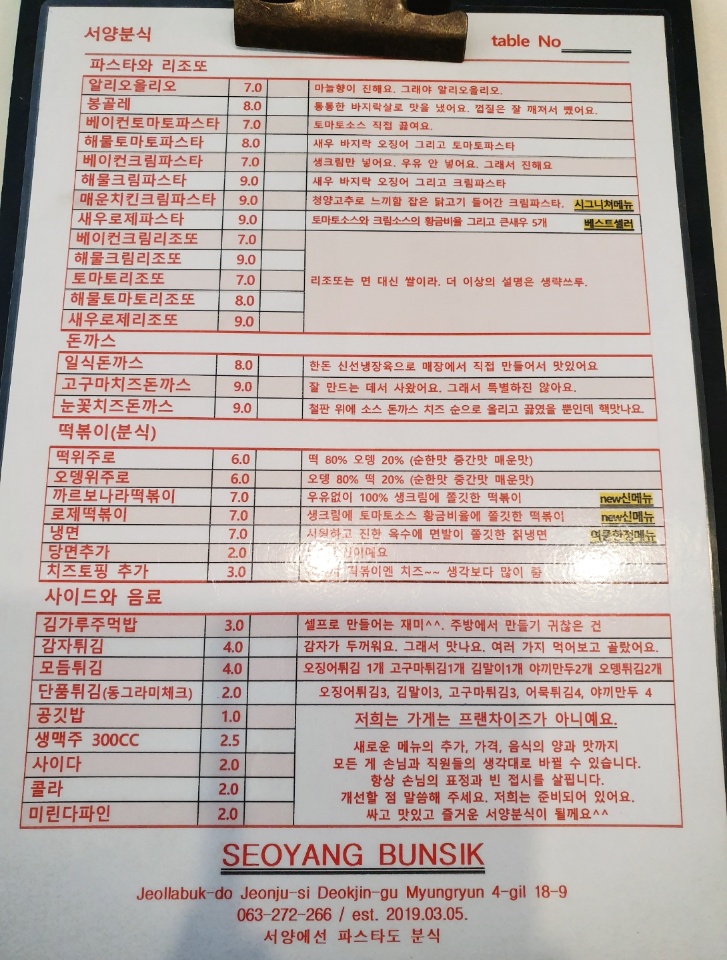 서양분식
table No
파스타와 리조또
알리오올리오 7.0 마늘향이 진해요. 그래야 알리오올리오.
봉골레 8.0 통통한 바지락살로 맛을 냈어요. 껍질은 잘 깨져서 뺐어요.
베이컨토마토파스타 7.0 토마토소스 직접 끓여요.
해물토마토파스타 8.0 새우 바지락 오징어 그리고 토마토파스타
베이컨크림파스타 7.0 생크림만 넣어요. 우유 안 넣어요. 그래서 진해요
해물크림파스타 9.0 새우 바지락 오징어 그리고 크림파스타
매운치킨크림파스타 9.0 청양고추로 느끼함 잡은 닭고기 들어간 크림파스타. 시그니쳐메뉴
새우로제파스타 9.0 토마토소스와 크림소스의 황금비율 그리고 큰새우 5개 베스트셀러
베이컨크림리조또 7.0
해물크림리조또 9.0
토마토리조또 7.0 리조또는 면 대신 쌀이라. 더 이상의 설명은 생략쓰루.
해물토마토리조또 8.0
새우로제리조또 9.0
돈까스
일식돈까스 8.0 한돈 신선냉장육으로 매장에서 직접 만들어서 맛있어요
고구마치즈돈까스 9.0 잘 만드는 데서 사왔어요. 그래서 특별하진 않아요.
눈꽃치즈돈까스 9.0 철판 위에 소스 돈까스 치즈 순으로 올리고 끓였을 뿐인데 핵맛나요.
떡볶이(분식)
떡위주로 6.0 떡 80% 오뎅 20% (순한맛 중간맛 매운맛)
오뎅위주로 6.0 오뎅 80% 떡 20% (순한맛 중간맛 매운맛)
까르보나라떡볶이 7.0 우유없이 100% 생크림에 쫄깃한 떡볶이 new신메뉴
로제떡볶이 7.0 생크림에 토마토소스 황금비율에 쫄깃한 떡볶이 new신메뉴
냉면 7.0 시원하고 진한 육수에 면발이 쫄깃한 칡냉면 여름한정메뉴
당면추가 2.0
치즈토핑 추가 3.0 떡볶이엔 치즈~~ 생각보다 많이 줌
사이드와 음료
김가루주먹밥 3.0 셀프로 만들어는 재미^^. 주방에서 만들기 귀찮은 건
감자튀김 4.0 감자가 두꺼워요. 그래서 맛나요. 여러 가지 먹어보고 골랐어요.
모듬튀김 4.0 오징어튀김 1개 고구마튀김1개 김말이1개 야끼만두2개 오뎅튀김2개
단품튀김(동그라미체크) 2.0 오징어튀김3, 김말이3, 고구마튀김3, 어묵튀김4, 야끼만두 4
공깃밥 1.0 저희는 가게는 프랜차이즈가 아니예요.
생맥주 300CC 2.5 새로운 메뉴의 추가, 가격, 음식의 양과 맛까지
사이다 2.0 모든 게 손님과 직원들의 생각대로 바뀔 수 있습니다.
항상 손님의 표정과 빈 접시를 살핍니다.
콜라 2.0 개선할 점 말씀해 주세요. 저희는 준비되어 있어요.
미린다파인 2.0 싸고 맛있고 즐거운 서양분식이 될께요^^
SEOYANG BUNSIK
Jeollabuk-do Jeonju-si Deokjin-gu Myungryun 4-gil 18-9
063-272-266 / est. 2019.03.05.
서양에선 파스타도 분식